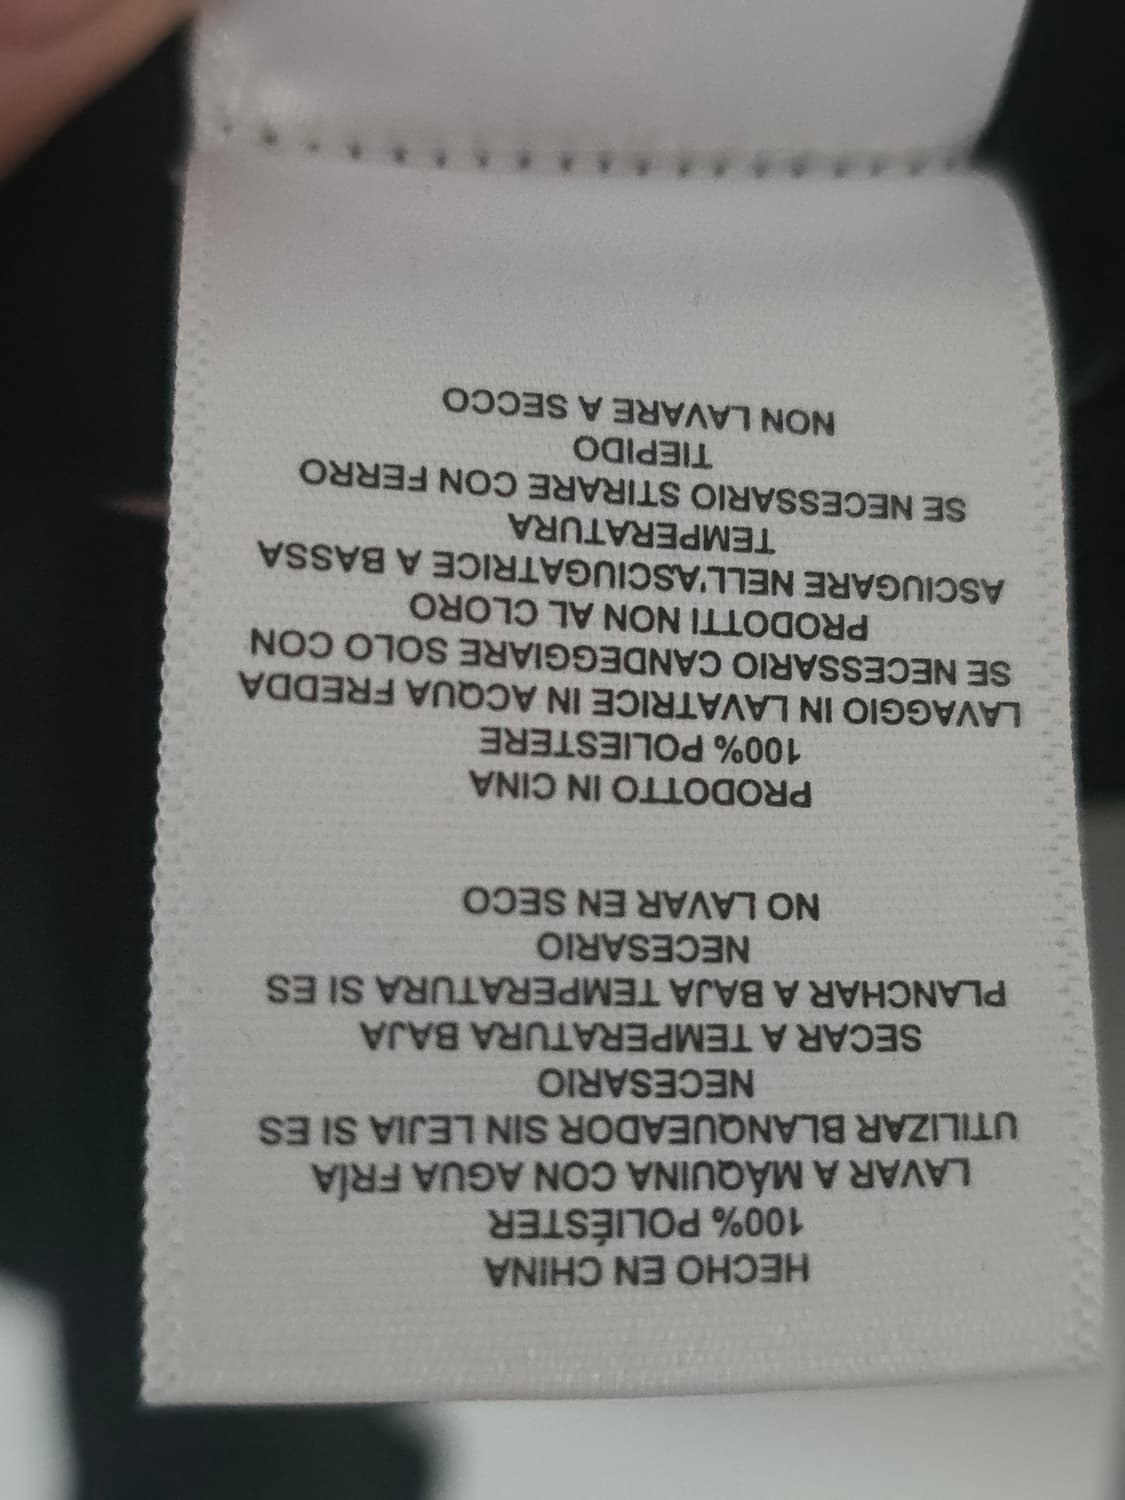 HECHO EN CHINA
100% POLIÉSTER
LAVAR A MÁQUINA CON AGUA FRÍA
UTILIZAR BLANQUEADOR SIN LEJIA SI ES
NECESARIO
SECAR A TEMPERATURA BAJA
PLANCHAR A BAJA TEMPERATURA SI ES
NECESARIO
NO LAVAR EN SECO
PRODOTTO IN CINA
100% POLIESTERE
LAVAGGIO IN LAVATRICE IN ACQUA FREDDA
SE NECESSARIO CANDEGGIARE SOLO CON
PRODOTTI NON AL CLORO
ASCIUGARE NELL'ASCIUGATRICE A BASSA
TEMPERATURA
SE NECESSARIO STIRARE CON FERRO
TIEPIDO
NON LAVARE A SECCO